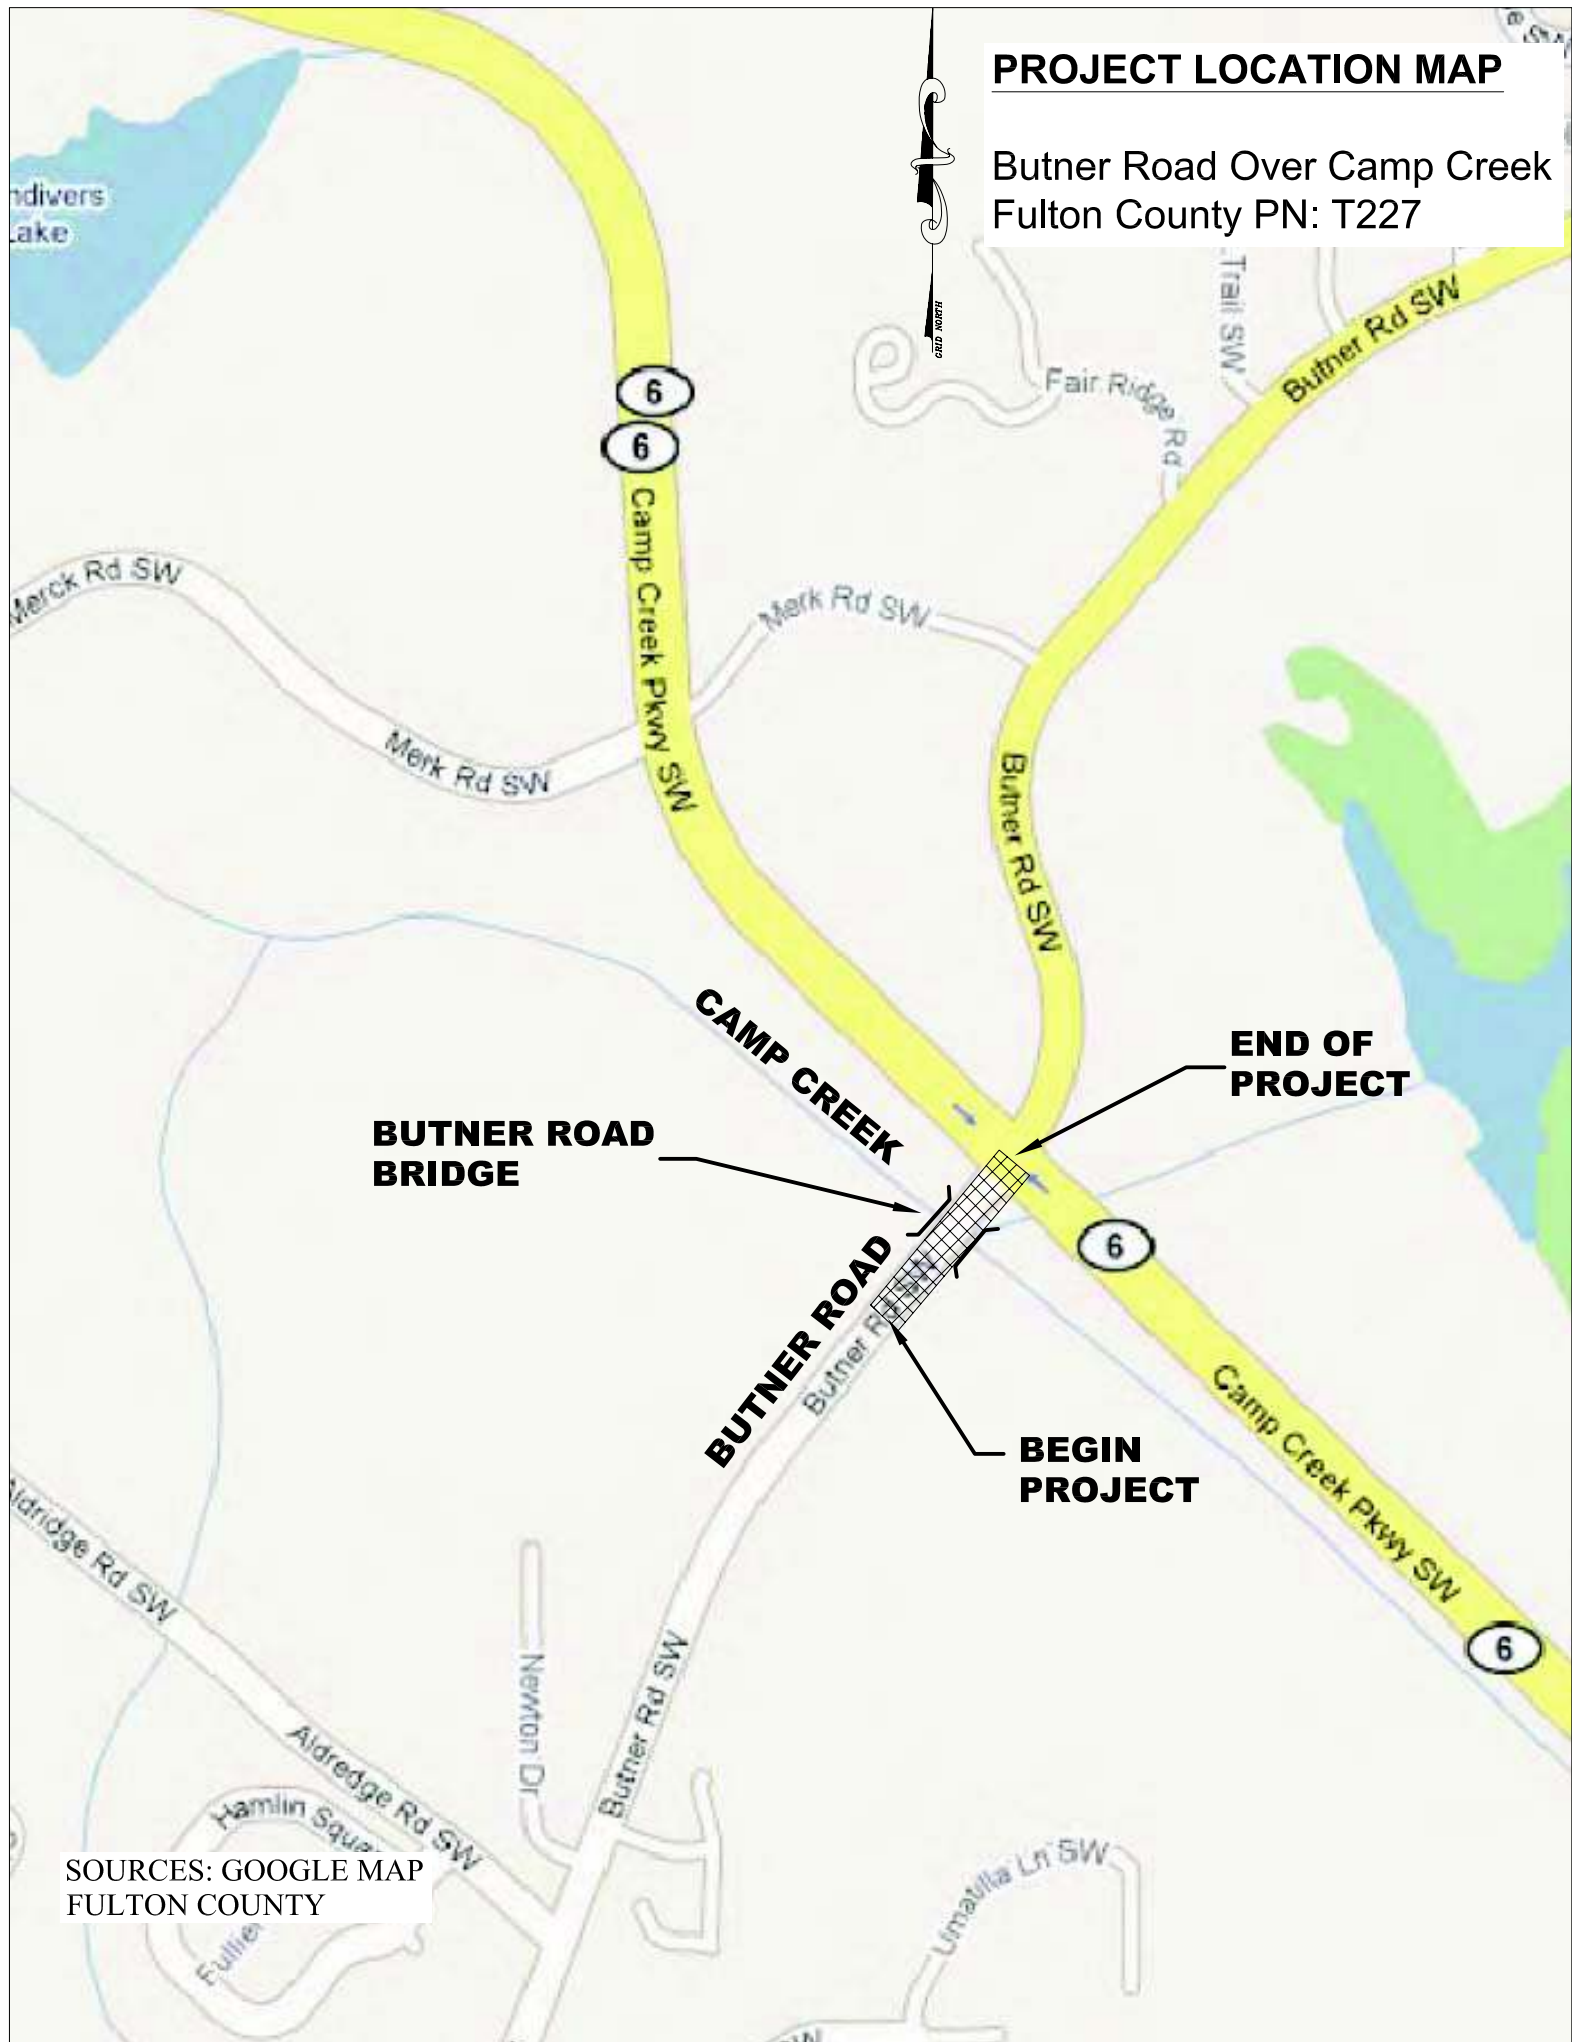 PROJECT LOCATION MAP
Butner Road Over Camp Creek
Fulton County PN: T227
GRID NORTH
Trail SW
Butner Rd SW
Fair Ridge Rd
6
6
Camp Creek Pkwy SW
Merck Rd SW
Merk Rd SW
Merk Rd SW
Butner Rd SW
CAMP CREEK
END OF
PROJECT
BUTNER ROAD
BRIDGE
6
BUTNER ROAD
Butner Rd SW
BEGIN
PROJECT
Camp Creek Pkwy SW
6
Aldridge Rd SW
Newton Dr
Butner Rd SW
Aldredge Rd SW
Hamlin
Umatilla Ln SW
SOURCES: GOOGLE MAP
FULTON COUNTY